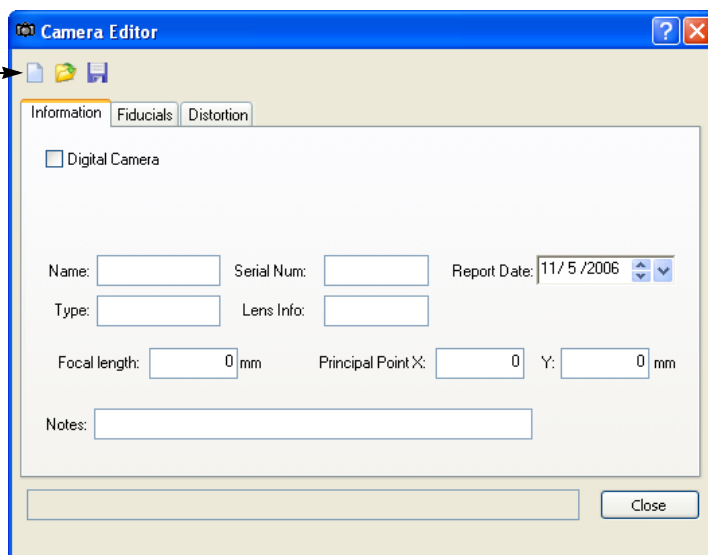 Camera Editor ?
Information Fiducials Distortion
Digital Camera
Name: Serial Num: Report Date: 11/ 5 /2006
Type: Lens Info:
Focal length: 0 mm Principal Point X: 0 Y: 0 mm
Notes:
Close